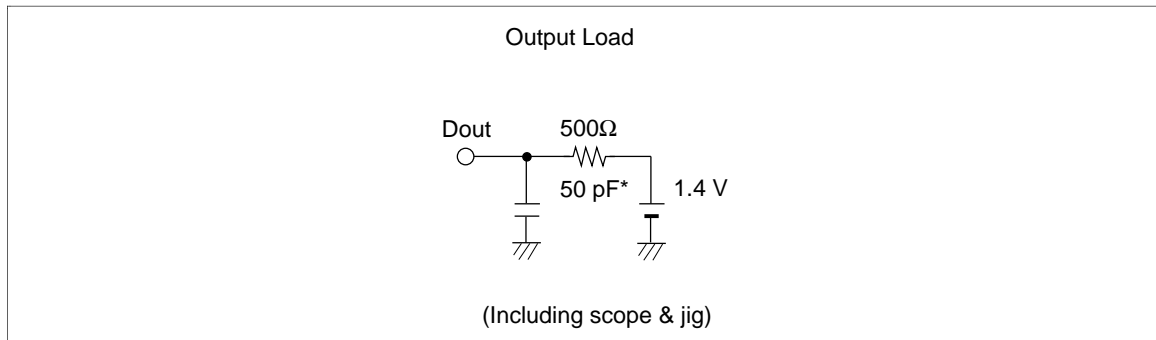 Output Load
Dout
500Ω
50 pF*
1.4 V
(Including scope & jig)